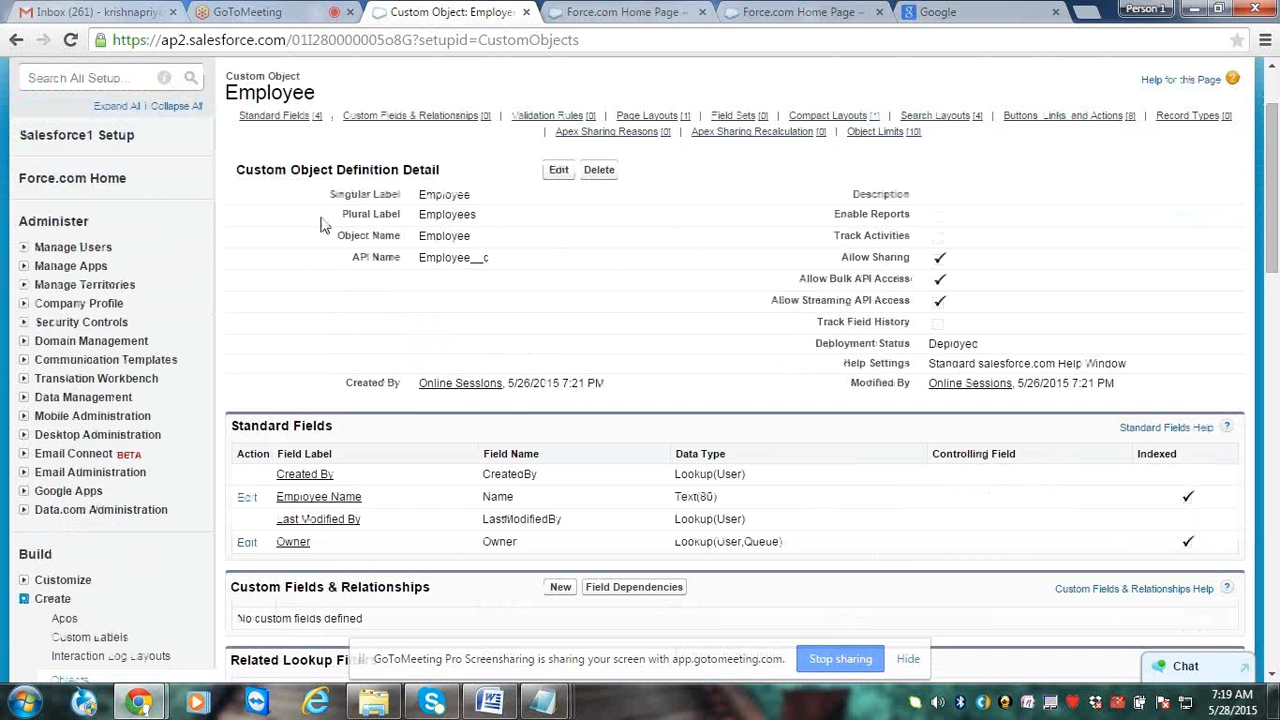 Inbox (261) - krishnapriye
GoToMeeting
Custom Object: Employee
Force.com Home Page ~
Force.com Home Page ~
Google
Person 1
https://ap2.salesforce.com/01I280000005o8G?setupid=CustomObjects
Search All Setup...
Expand All | Collapse All
Salesforce1 Setup
Force.com Home
Administer
Manage Users
Manage Apps
Manage Territories
Company Profile
Security Controls
Domain Management
Communication Templates
Translation Workbench
Data Management
Mobile Administration
Desktop Administration
Email Connect BETA
Email Administration
Google Apps
Data.com Administration
Build
Customize
Create
Apps
Custom Labels
Interaction Log Layouts
Objects
Custom Object
Employee
Help for this Page
Standard Fields [4] Custom Fields & Relationships [0] Validation Rules [0] Page Layouts [1] Field Sets [0] Compact Layouts [1] Search Layouts [4] Buttons, Links, and Actions [8] Record Types [0]
Apex Sharing Reasons [0] Apex Sharing Recalculation [0] Object Limits [10]
Custom Object Definition Detail Edit Delete
Singular Label Employee Description
Plural Label Employees Enable Reports
Object Name Employee Track Activities
API Name Employee__c Allow Sharing ✓
Allow Bulk API Access ✓
Allow Streaming API Access ✓
Track Field History
Deployment Status Deployed
Help Settings Standard salesforce.com Help Window
Created By Online Sessions, 5/26/2015 7:21 PM Modified By Online Sessions, 5/26/2015 7:21 PM
Standard Fields Standard Fields Help ?
Action Field Label Field Name Data Type Controlling Field Indexed
Created By CreatedBy Lookup(User)
Edit Employee Name Name Text(80) ✓
Last Modified By LastModifiedBy Lookup(User)
Edit Owner Owner Lookup(User,Queue) ✓
Custom Fields & Relationships New Field Dependencies Custom Fields & Relationships Help ?
No custom fields defined
Related Lookup
GoToMeeting Pro Screensharing is sharing your screen with app.gotomeeting.com. Stop sharing Hide
Chat
7:19 AM
5/28/2015